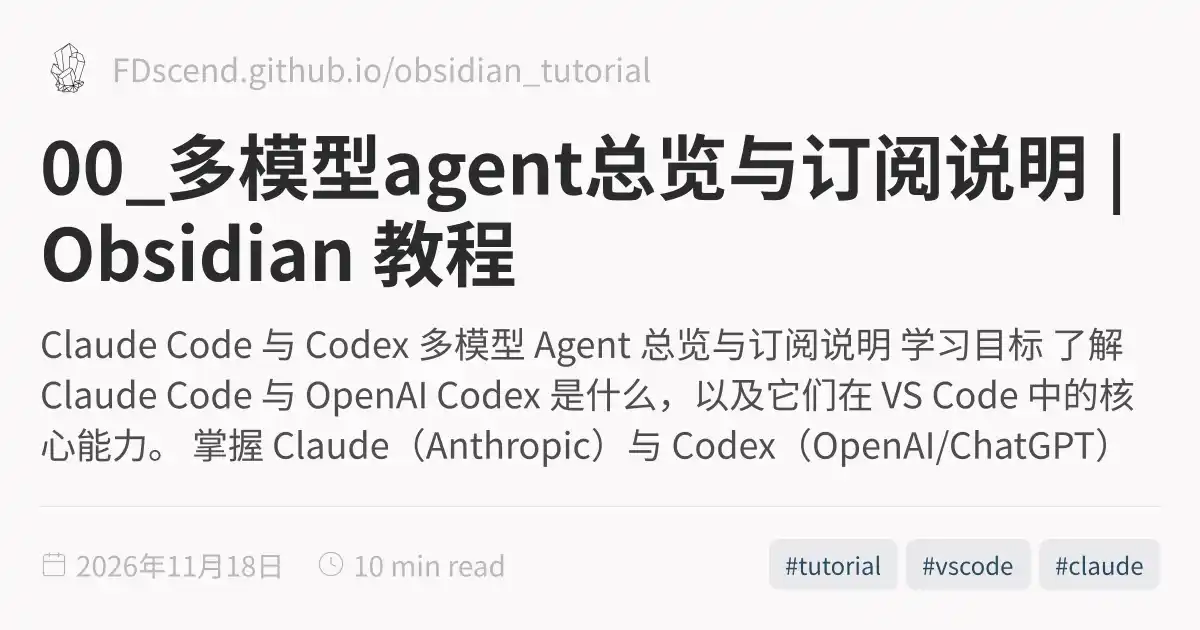 FDscend.github.io/obsidian_tutorial
00_多模型agent总览与订阅说明 |
Obsidian 教程
Claude Code 与 Codex 多模型 Agent 总览与订阅说明 学习目标 了解
Claude Code 与 OpenAI Codex 是什么，以及它们在 VS Code 中的核
心能力。 掌握 Claude（Anthropic）与 Codex（OpenAI/ChatGPT）
2026年11月18日 10 min read #tutorial #vscode #claude